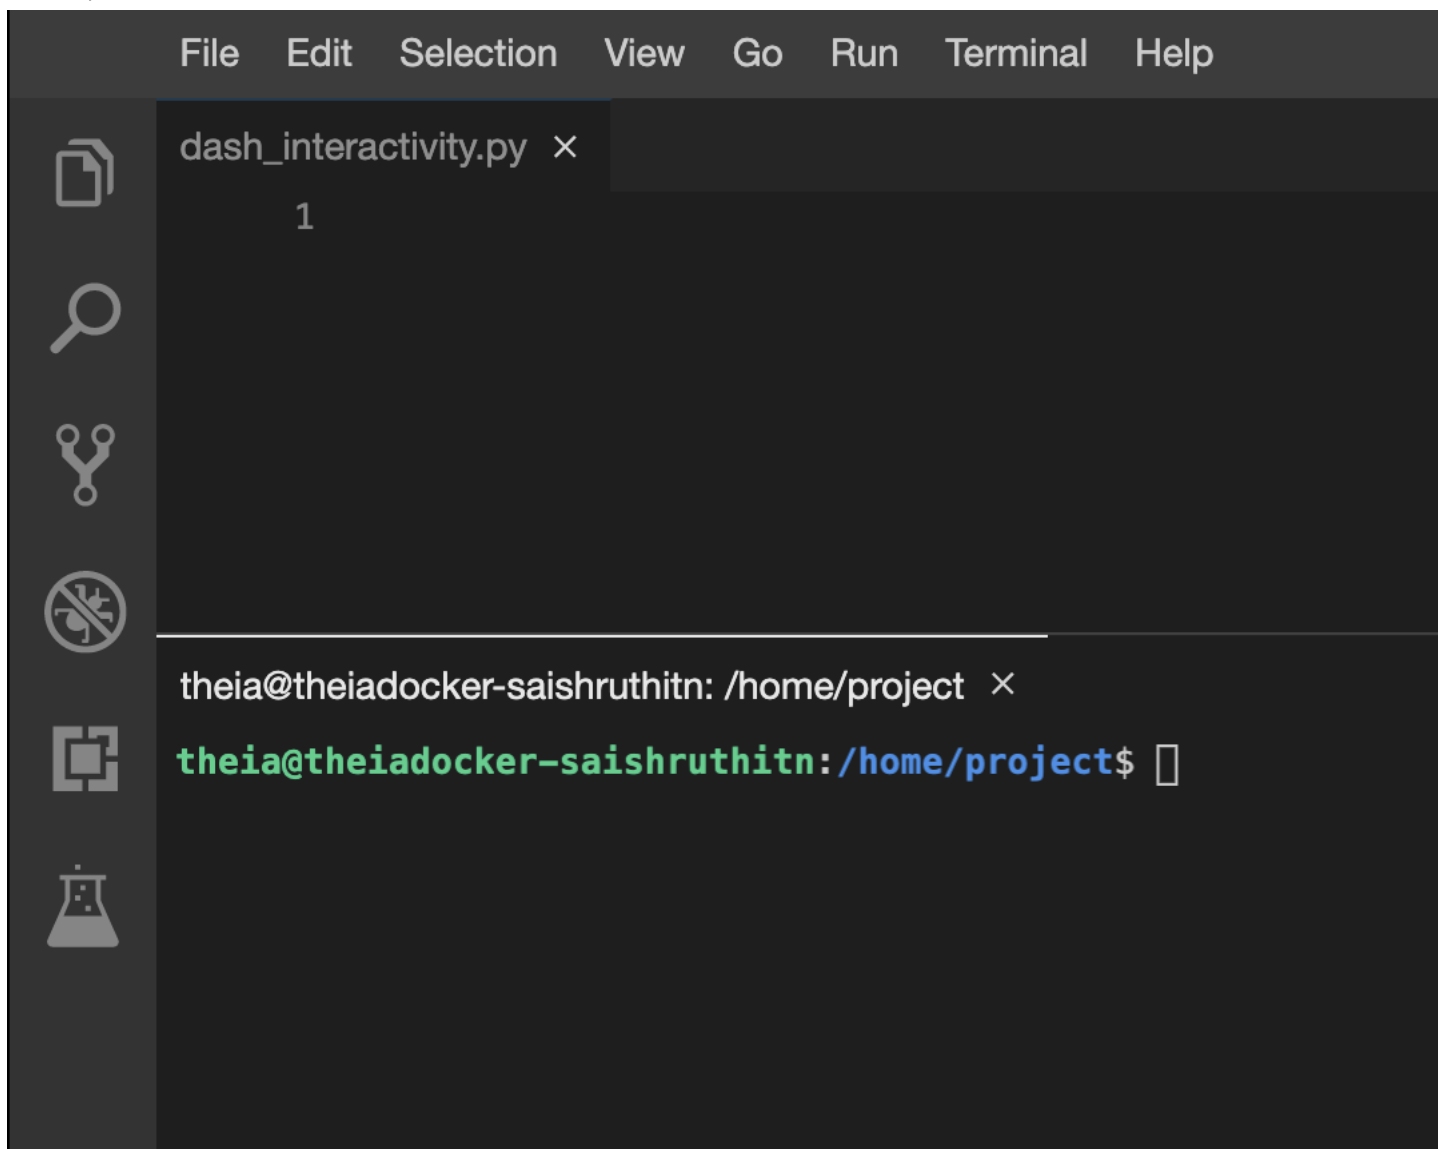 File Edit Selection View Go Run Terminal Help
dash_interactivity.py ×
1
theia@theiadocker-saishruthitn: /home/project ×
theia@theiadocker-saishruthitn:/home/project$